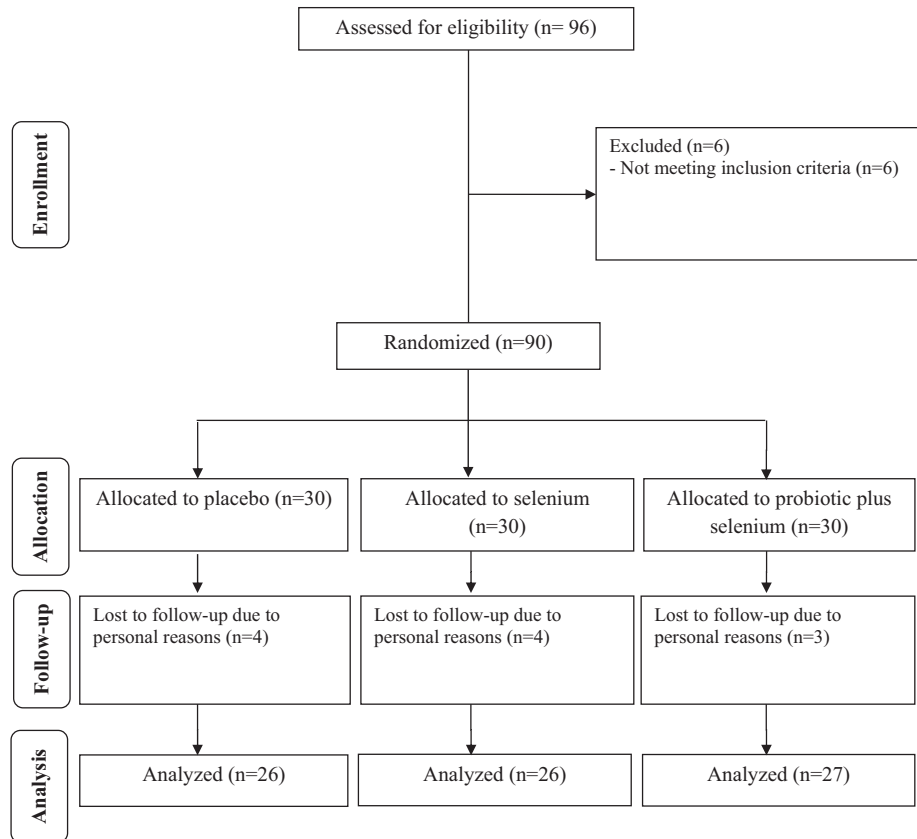 Assessed for eligibility (n= 96)
Enrollment
Excluded (n=6)
- Not meeting inclusion criteria (n=6)
Randomized (n=90)
Allocation
Allocated to placebo (n=30)
Allocated to selenium
(n=30)
Allocated to probiotic plus
selenium (n=30)
Follow-up
Lost to follow-up due to
personal reasons (n=4)
Lost to follow-up due to
personal reasons (n=4)
Lost to follow-up due to
personal reasons (n=3)
Analysis
Analyzed (n=26)
Analyzed (n=26)
Analyzed (n=27)